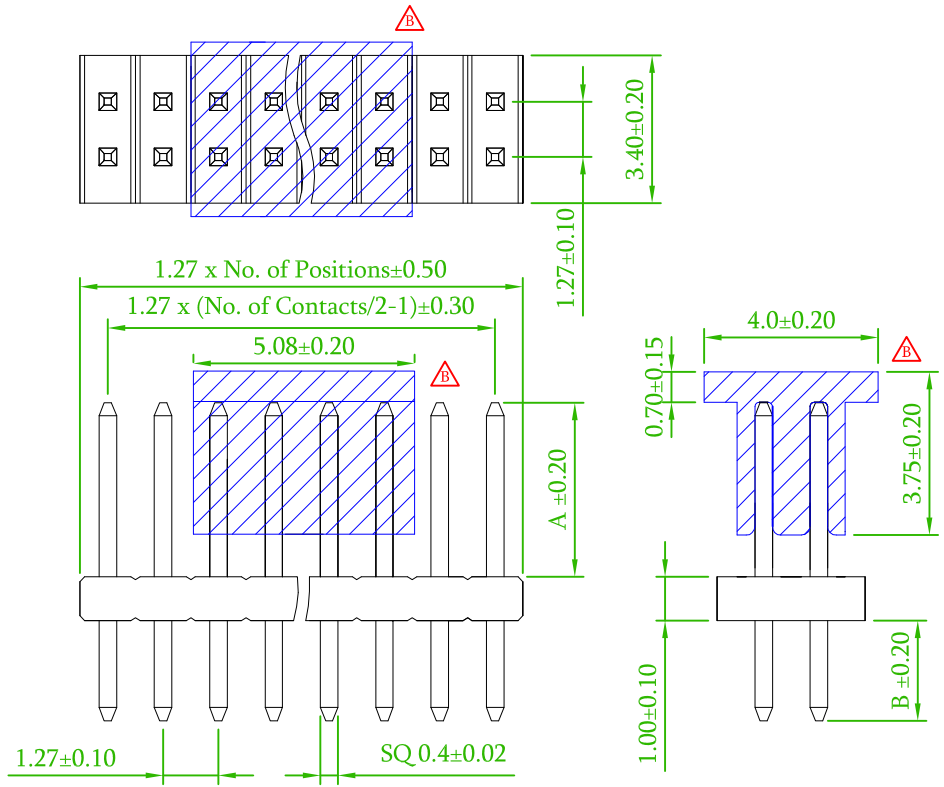 B
3.40±0.20
1.27±0.10
1.27 x No. of Positions±0.50
1.27 x (No. of Contacts/2-1)±0.30
5.08±0.20
B
4.0±0.20
B
0.70±0.15
3.75±0.20
A ±0.20
B ±0.20
1.00±0.10
1.27±0.10
SQ 0.4±0.02